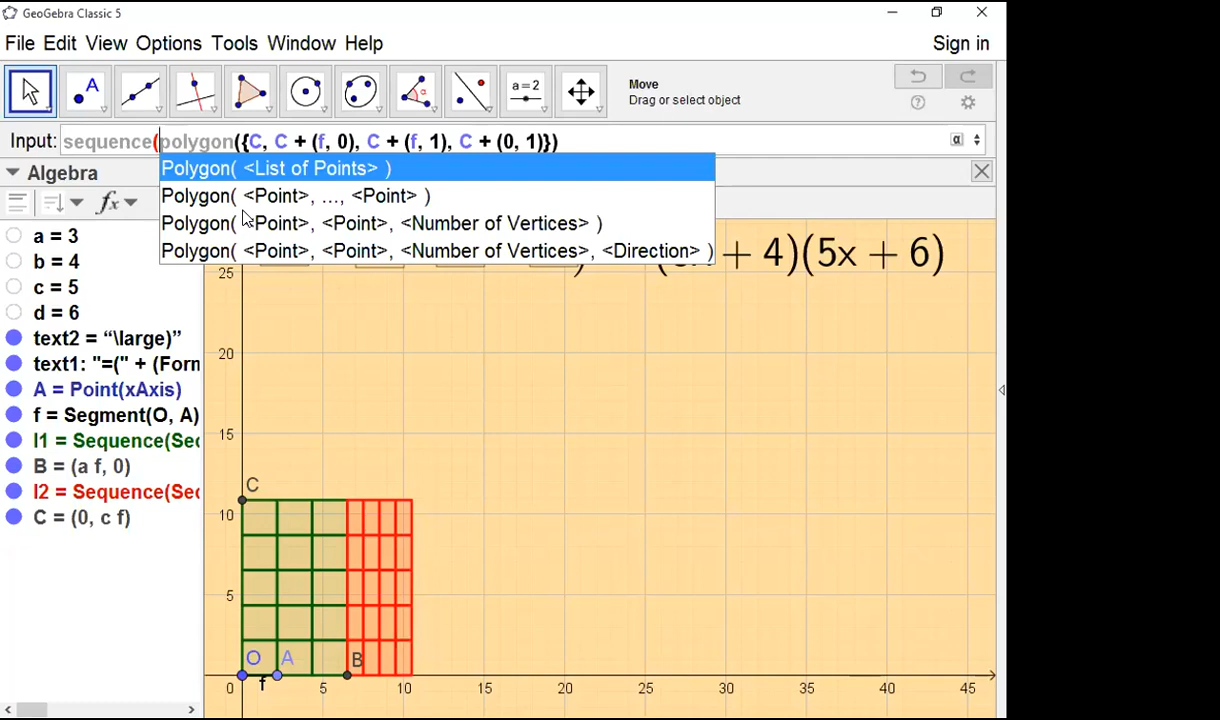 GeoGebra Classic 5
File Edit View Options Tools Window Help
Sign in
A
a = 2
Move
Drag or select object
Input: sequence(polygon({C, C + (f, 0), C + (f, 1), C + (0, 1)})
α
Polygon( <List of Points> )
Polygon( <Point>, ..., <Point> )
Polygon( <Point>, <Point>, <Number of Vertices> )
Polygon( <Point>, <Point>, <Number of Vertices>, <Direction> )
Algebra
fx
a = 3
b = 4
c = 5
d = 6
text2 = “\large)”
text1: "=(" + (Forn
A = Point(xAxis)
f = Segment(O, A)
l1 = Sequence(Sec
B = (a f, 0)
l2 = Sequence(Sec
C = (0, c f)
+ 4)(5x + 6)
25
20
15
10
5
C
O
A
B
f
0
5
10
15
20
25
30
35
40
45